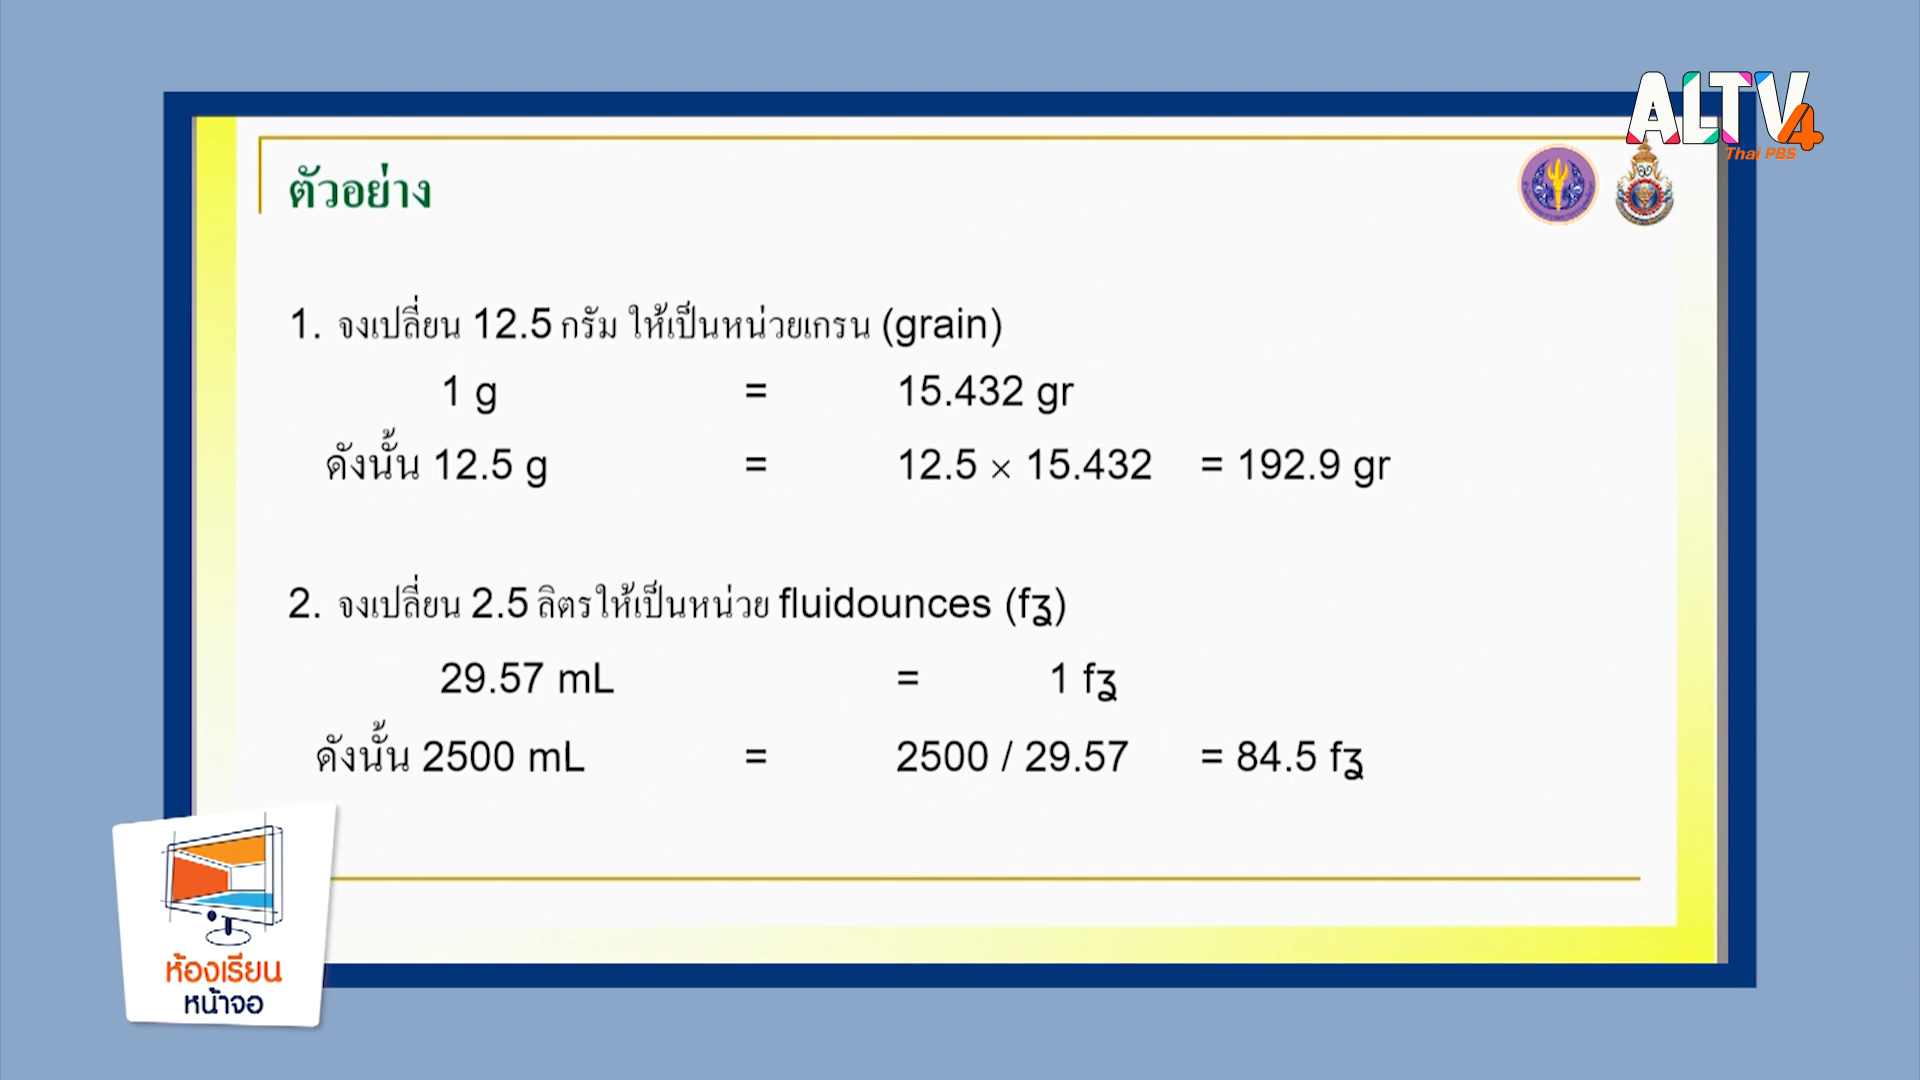 ALTV4
Thai PBS
ตัวอย่าง
1. จงเปลี่ยน 12.5 กรัม ให้เป็นหน่วยเกรน (grain)
1 g = 15.432 gr
ดังนั้น 12.5 g = 12.5 × 15.432 = 192.9 gr
2. จงเปลี่ยน 2.5 ลิตรให้เป็นหน่วย fluidounces (f℥)
29.57 mL = 1 f℥
ดังนั้น 2500 mL = 2500 / 29.57 = 84.5 f℥
ห้องเรียน
หน้าจอ